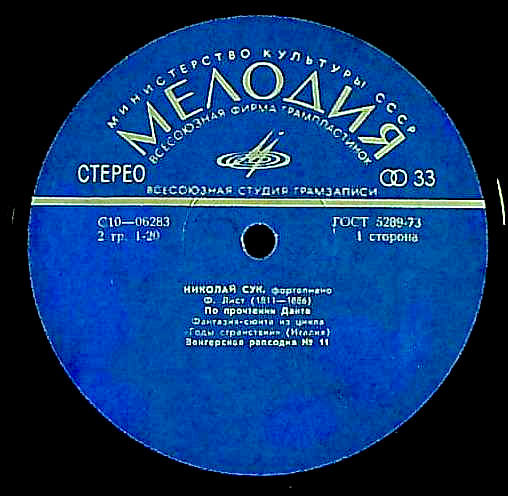 МИНИСТЕРСТВО КУЛЬТУРЫ СССР
МЕЛОДИЯ
ВСЕСОЮЗНАЯ ФИРМА ГРАМПЛАСТИНОК
СТЕРЕО
33
ВСЕСОЮЗНАЯ СТУДИЯ ГРАМЗАПИСИ
С10—06283
ГОСТ 5289-73
2 гр. 1-20
1 сторона
НИКОЛАЙ СУК, фортепиано
Ф. Лист (1811—1886)
По прочтении Данте
Фантазия-соната из цикла
«Годы странствий» (Италия)
Венгерская рапсодия № 11